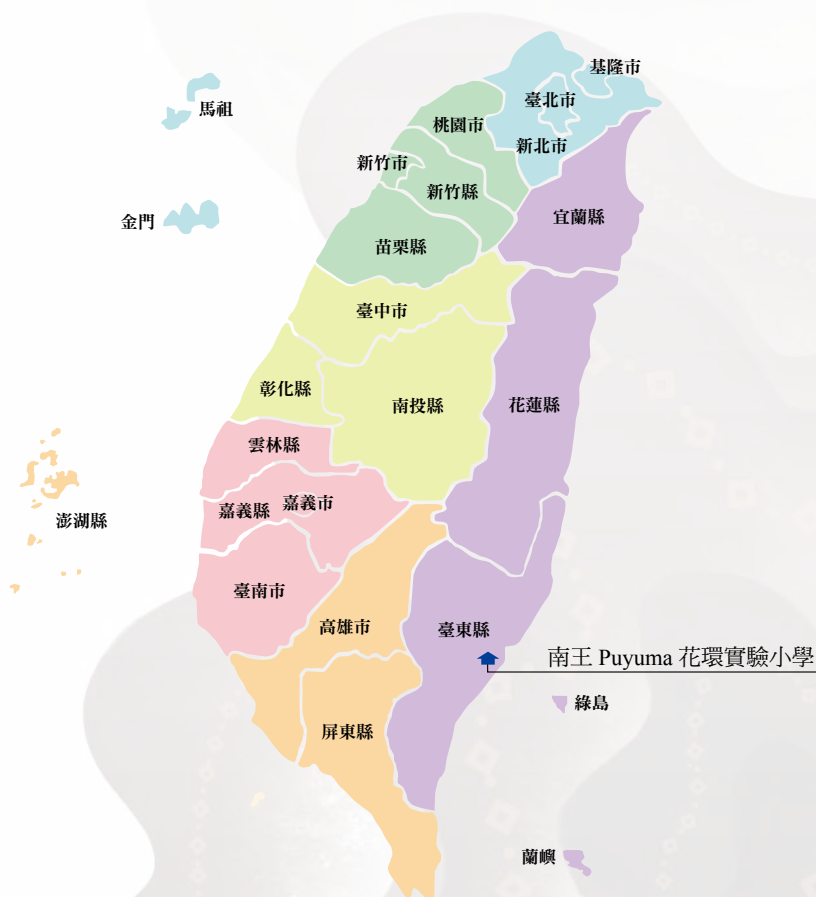 基隆市
馬祖
臺北市
桃園市
新北市
新竹市
新竹縣
宜蘭縣
金門
苗栗縣
臺中市
彰化縣
南投縣
花蓮縣
雲林縣
嘉義市
嘉義縣
澎湖縣
臺南市
高雄市
臺東縣
南王 Puyuma 花環實驗小學
綠島
屏東縣
蘭嶼